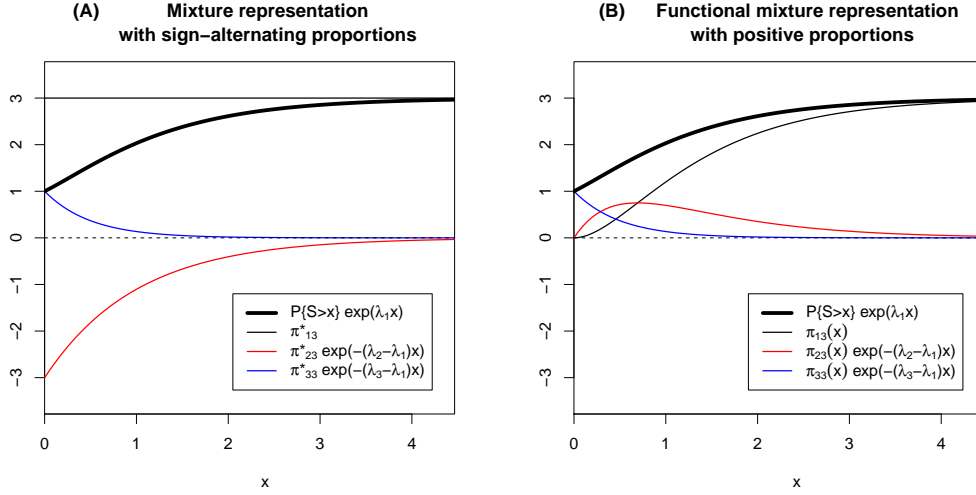 (A)
Mixture representation
with sign−alternating proportions
3
2
1
0
−1
−2
−3
P{S>x} exp(λ₁x)
π*₁₃
π*₂₃ exp(-(λ₂−λ₁)x)
π*₃₃ exp(-(λ₃−λ₁)x)
0 1 2 3 4
x
(B)
Functional mixture representation
with positive proportions
3
2
1
0
−1
−2
−3
P{S>x} exp(λ₁x)
π₁₃(x)
π₂₃(x) exp(-(λ₂−λ₁)x)
π₃₃(x) exp(-(λ₃−λ₁)x)
0 1 2 3 4
x